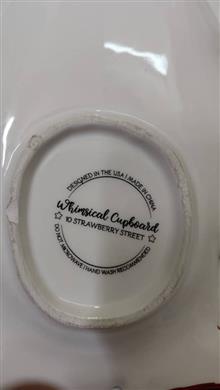 DESIGNED IN THE USA | MADE IN CHINA
Whimsical Cupboard
10 STRAWBERRY STREET
DO NOT MICROWAVE | HAND WASH RECOMMENDED